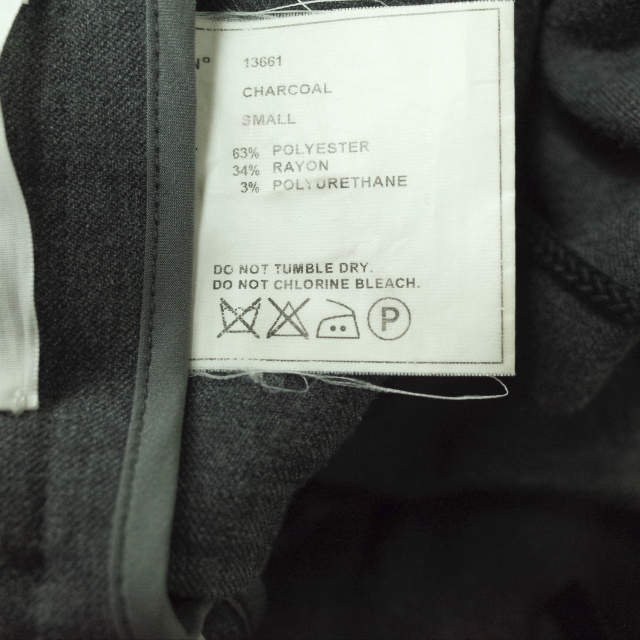 13661
CHARCOAL
SMALL
63% POLYESTER
34% RAYON
3% POLYURETHANE
DO NOT TUMBLE DRY.
DO NOT CHLORINE BLEACH.
P